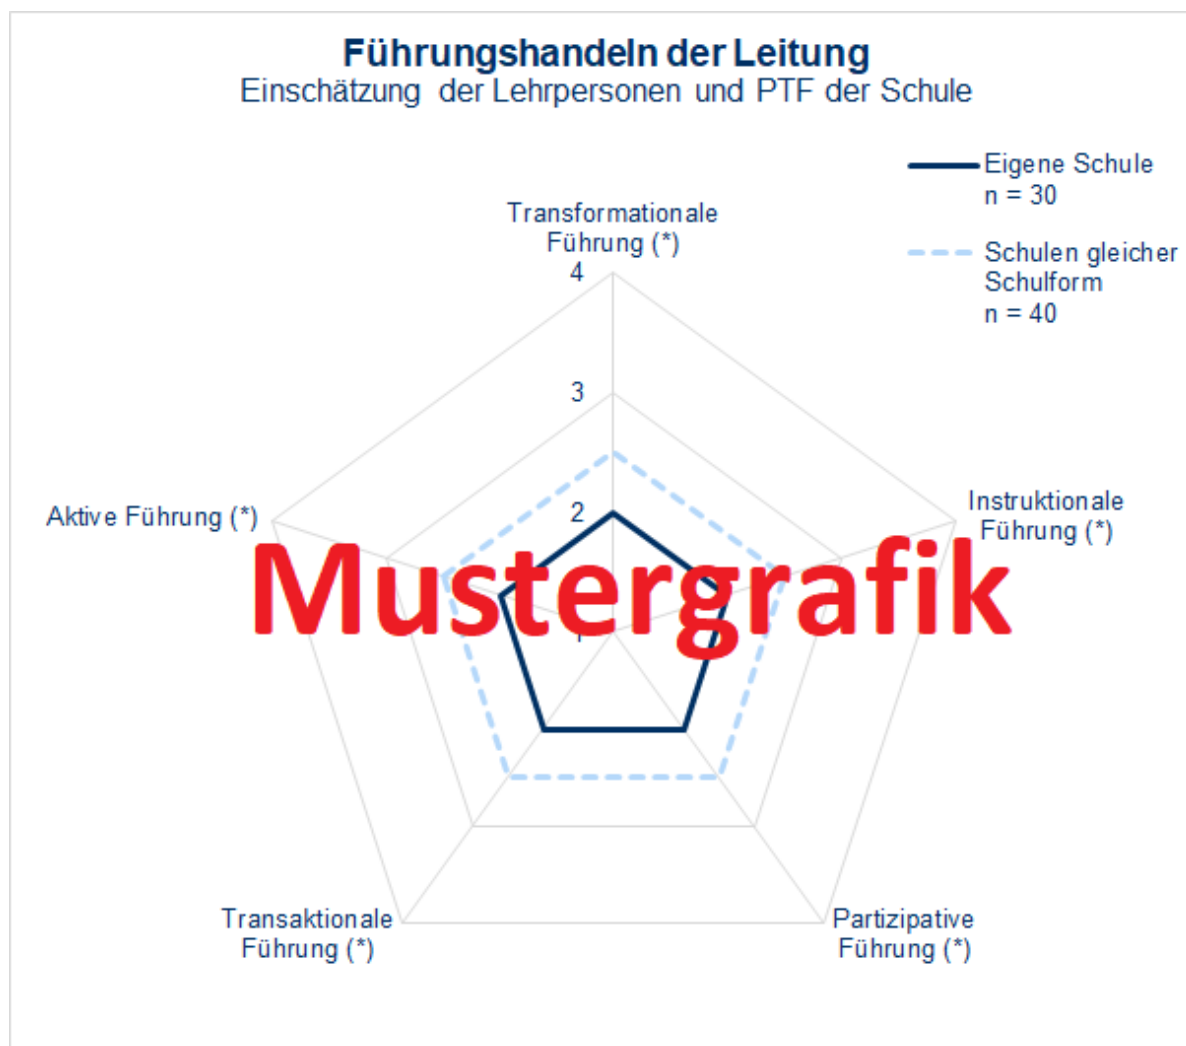 Führungshandeln der Leitung
Einschätzung der Lehrpersonen und PTF der Schule
Eigene Schule
n = 30
Schulen gleicher
Schulform
n = 40
Transformationale
Führung (*)
4
3
2
1
Instruktionale
Führung (*)
Aktive Führung (*)
Mustergrafik
Transaktionale
Führung (*)
Partizipative
Führung (*)